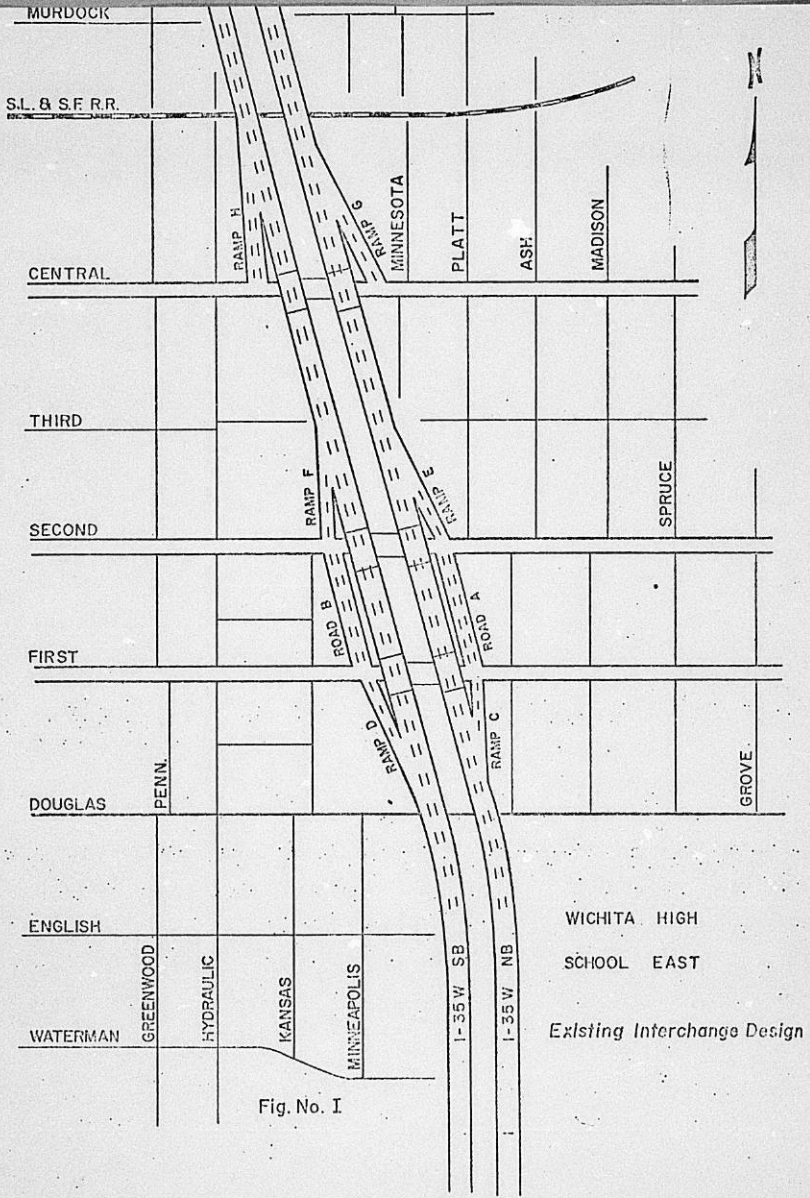 MURDOCK
S.L. & S.F. R.R.
RAMP H
RAMP G
MINNESOTA
PLATT
ASH
MADISON
CENTRAL
THIRD
RAMP F
RAMP E
SPRUCE
SECOND
ROAD B
ROAD A
FIRST
RAMP D
RAMP C
PENN.
GROVE
DOUGLAS
WICHITA HIGH
SCHOOL EAST
ENGLISH
GREENWOOD
HYDRAULIC
KANSAS
MINNEAPOLIS
I-35W SB
I-35W NB
Existing Interchange Design
WATERMAN
Fig. No. I